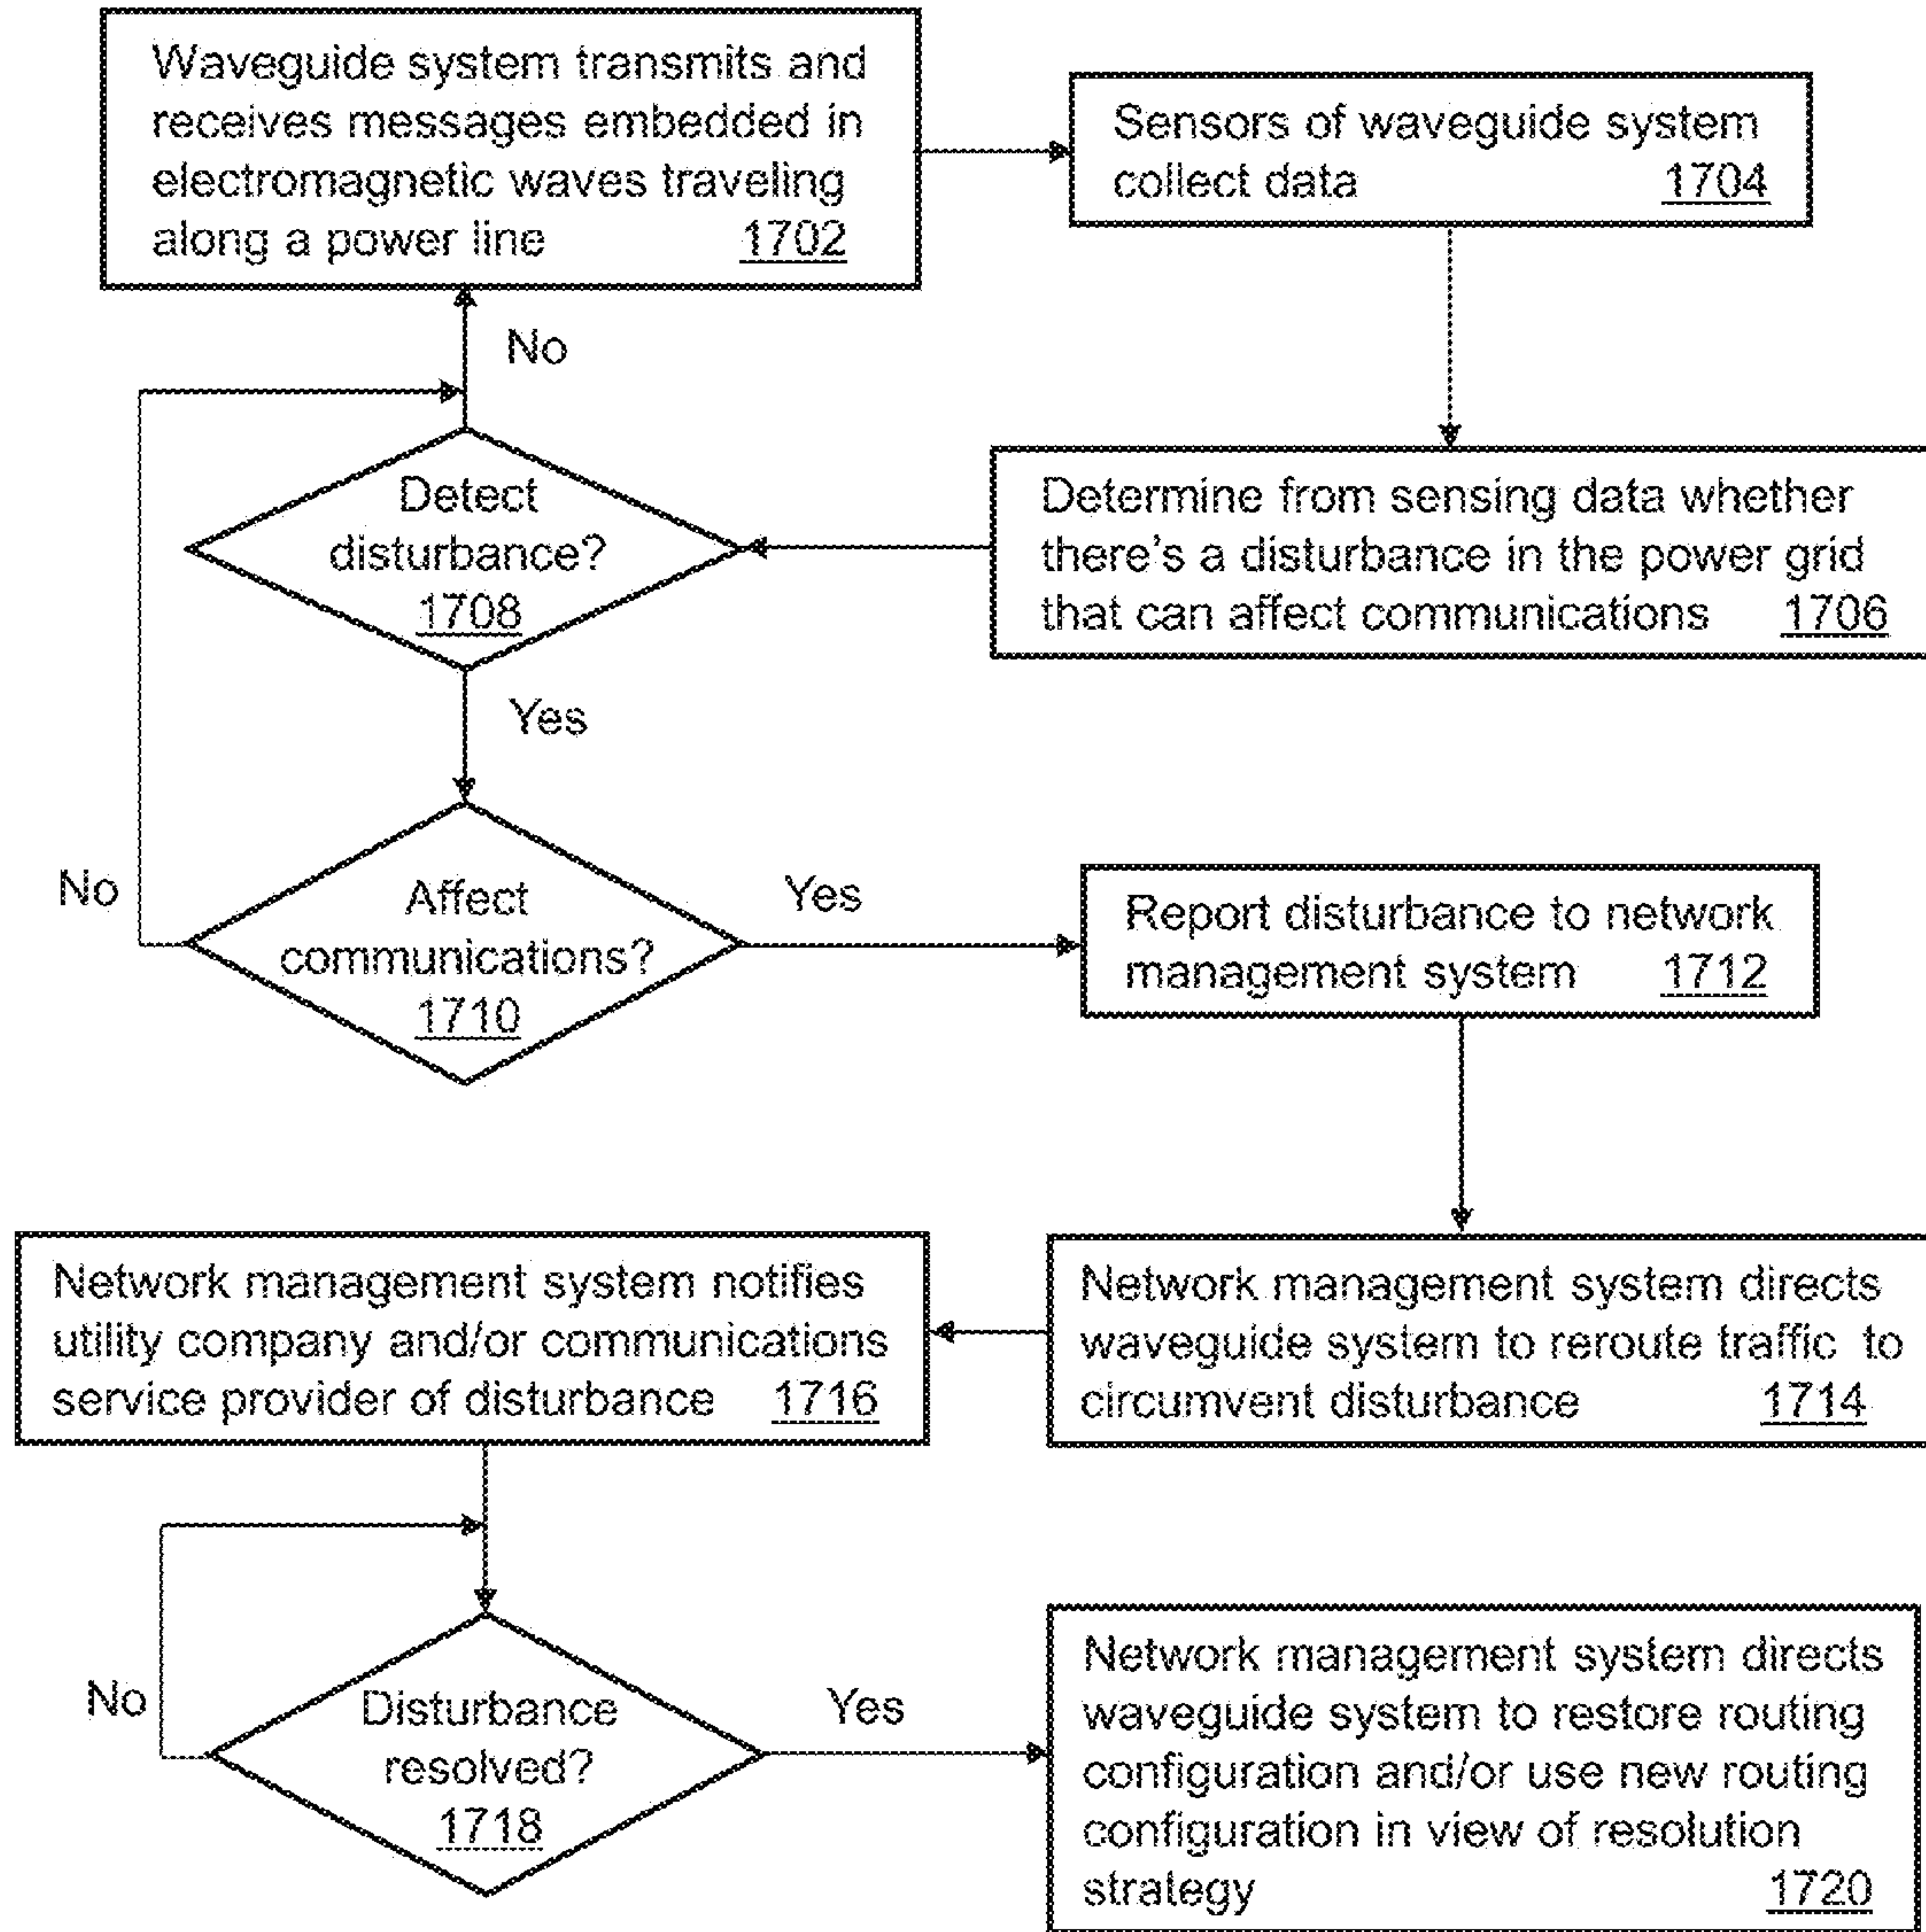 Waveguide system transmits and
receives messages embedded in
electromagnetic waves traveling
along a power line 1702
Sensors of waveguide system
collect data 1704
No
Detect
disturbance?
1708
Determine from sensing data whether
there's a disturbance in the power grid
that can affect communications 1706
Yes
No
Affect
communications?
1710
Yes
Report disturbance to network
management system 1712
Network management system notifies
utility company and/or communications
service provider of disturbance 1716
Network management system directs
waveguide system to reroute traffic to
circumvent disturbance 1714
No
Disturbance
resolved?
1718
Yes
Network management system directs
waveguide system to restore routing
configuration and/or use new routing
configuration in view of resolution
strategy 1720